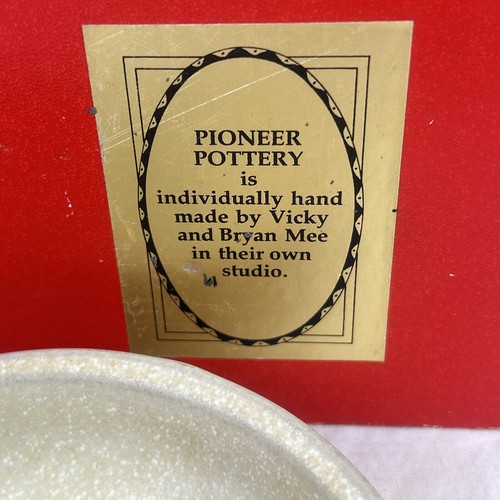 PIONEER
POTTERY
is
individually hand
made by Vicky
and Bryan Mee
in their own
studio.